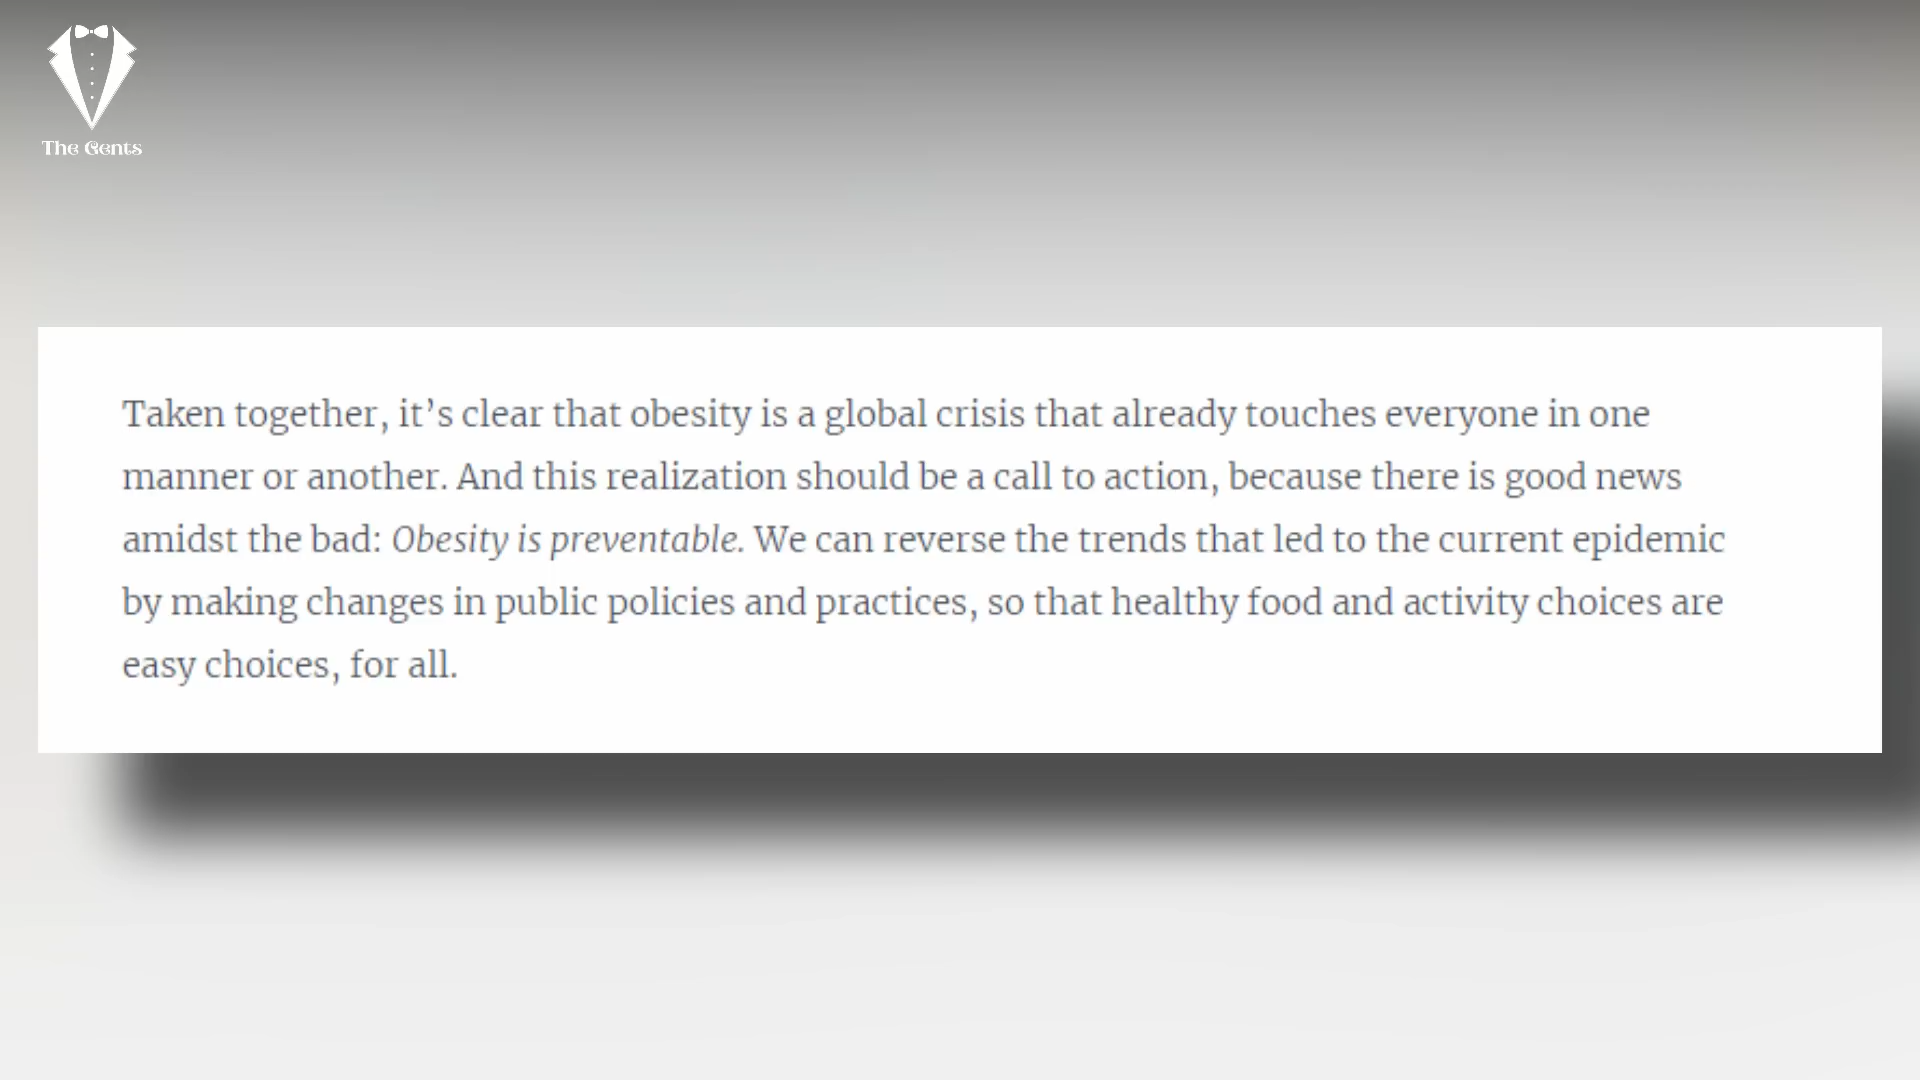 The Gents
Taken together, it’s clear that obesity is a global crisis that already touches everyone in one
manner or another. And this realization should be a call to action, because there is good news
amidst the bad: Obesity is preventable. We can reverse the trends that led to the current epidemic
by making changes in public policies and practices, so that healthy food and activity choices are
easy choices, for all.